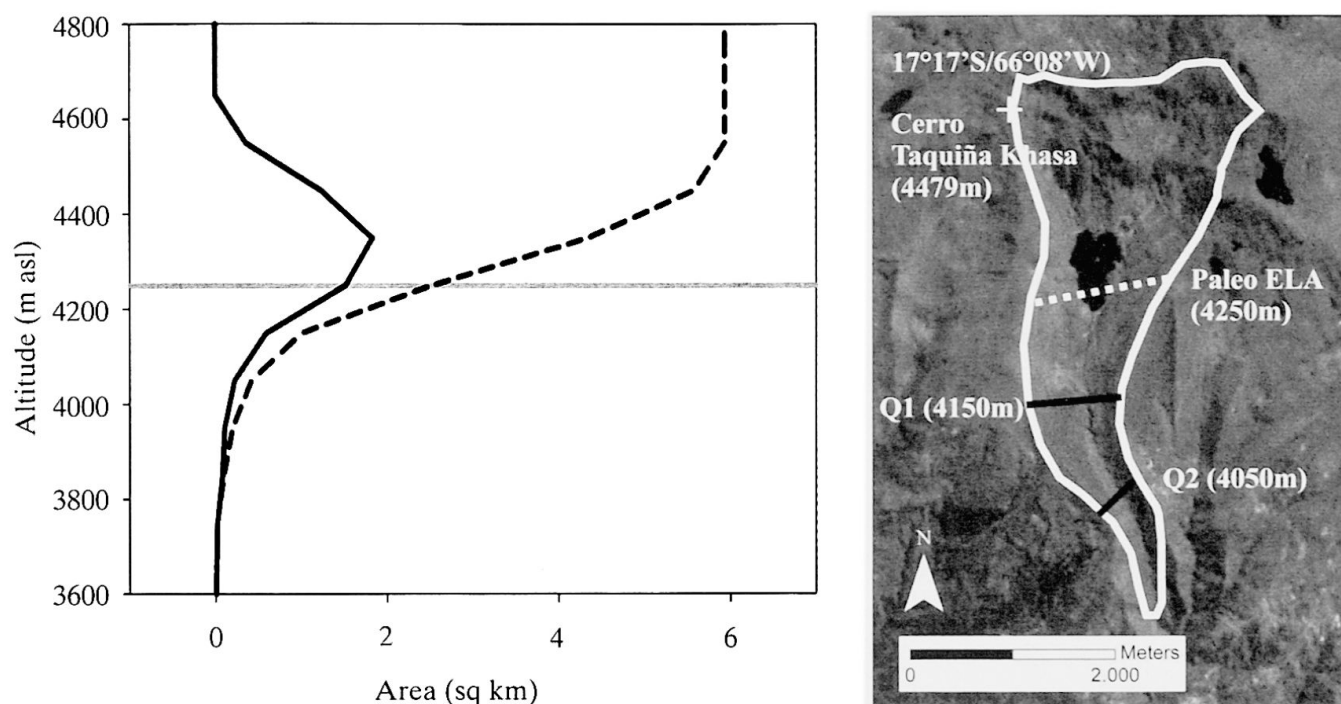 4800
4600
4400
4200
4000
3800
3600
Altitude (m asl)
0
2
4
6
Area (sq km)
17°17'S/66°08'W)
Cerro
Taquiña Khasa
(4479m)
Paleo ELA
(4250m)
Q1 (4150m)
Q2 (4050m)
N
Meters
0
2.000